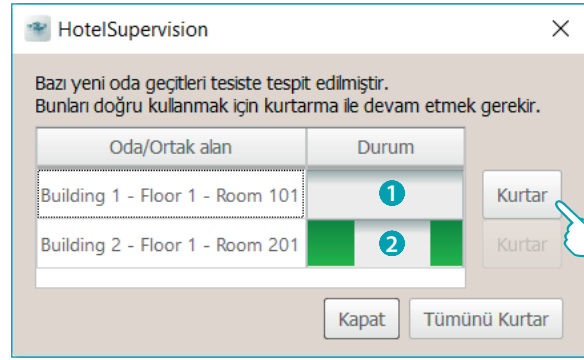 HotelSupervision
Bazı yeni oda geçitleri tesiste tespit edilmiştir.
Bunları doğru kullanmak için kurtarma ile devam etmek gerekir.
Oda/Ortak alan Durum
Building 1 - Floor 1 - Room 101 1 Kurtar
Building 2 - Floor 1 - Room 201 2 Kurtar
Kapat Tümünü Kurtar